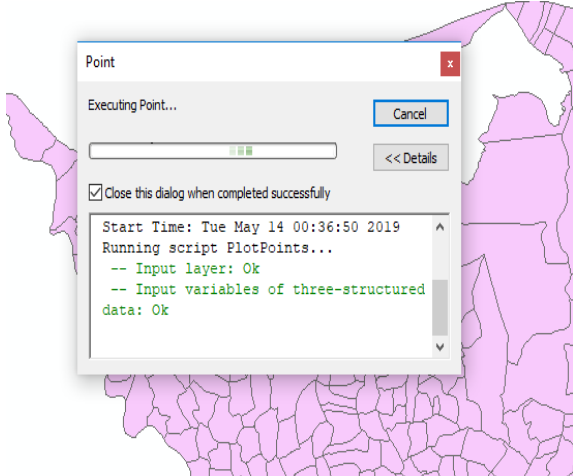 Point
x
Executing Point...
Cancel
<< Details
Close this dialog when completed successfully
Start Time: Tue May 14 00:36:50 2019
Running script PlotPoints...
-- Input layer: Ok
-- Input variables of three-structured
data: Ok